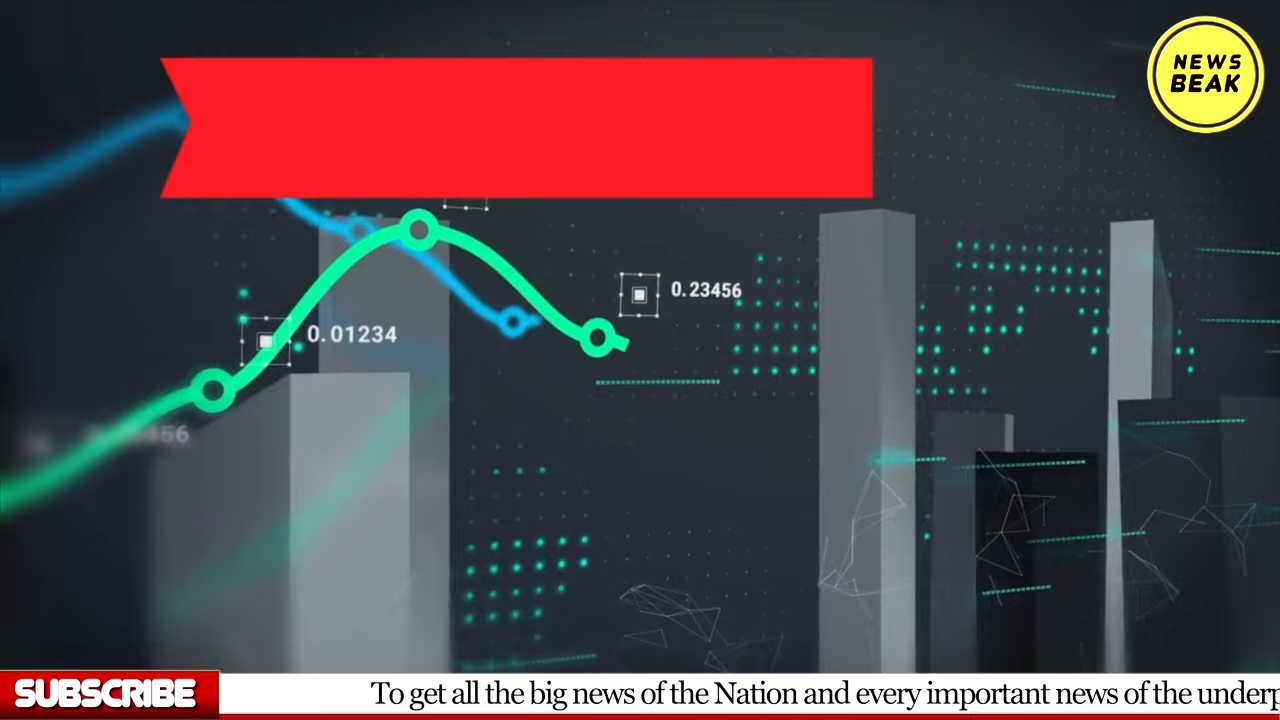 NEWS
BEAK
0.23456
0.01234
SUBSCRIBE
To get all the big news of the Nation and every important news of the underp